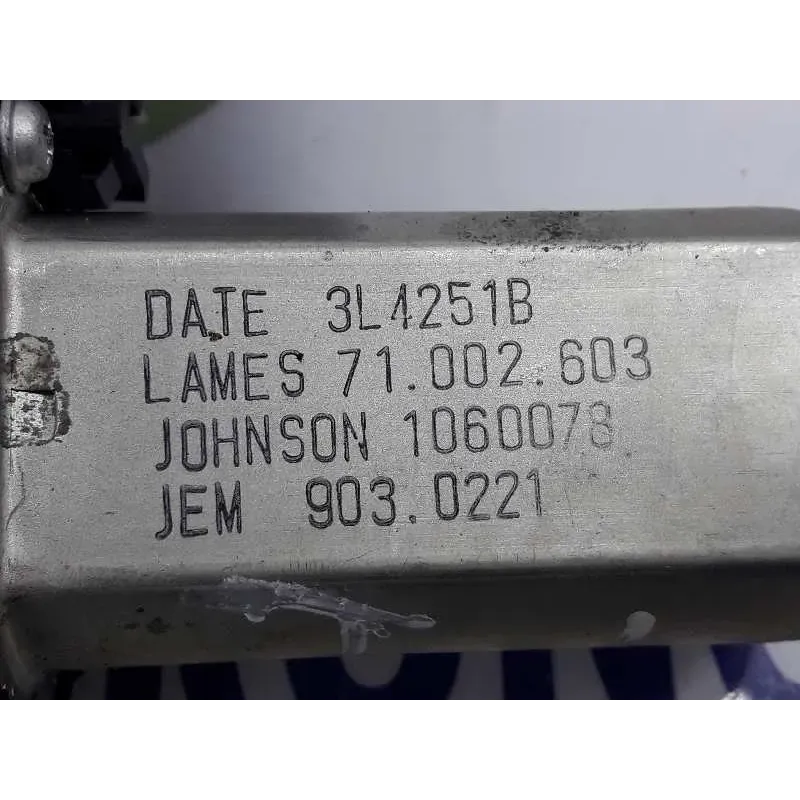 DATE 3L4251B
LAMES 71.002.603
JOHNSON 1060078
JEM 903.0221